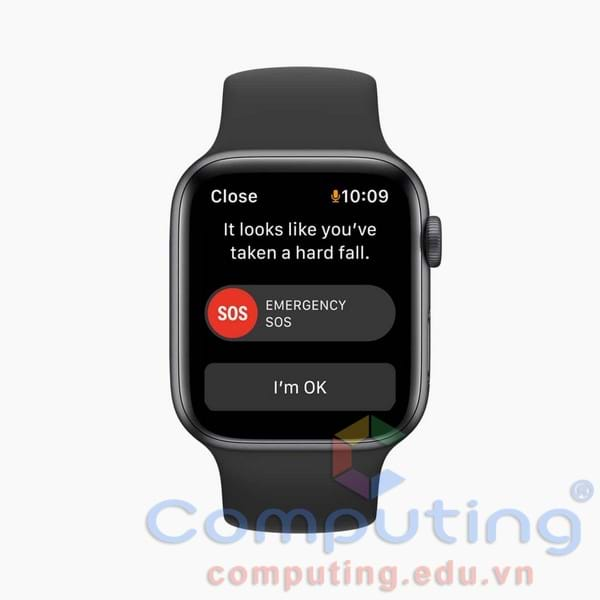 Close 10:09
It looks like you've
taken a hard fall.
SOS EMERGENCY
SOS
I'm OK
Computing®
computing.edu.vn